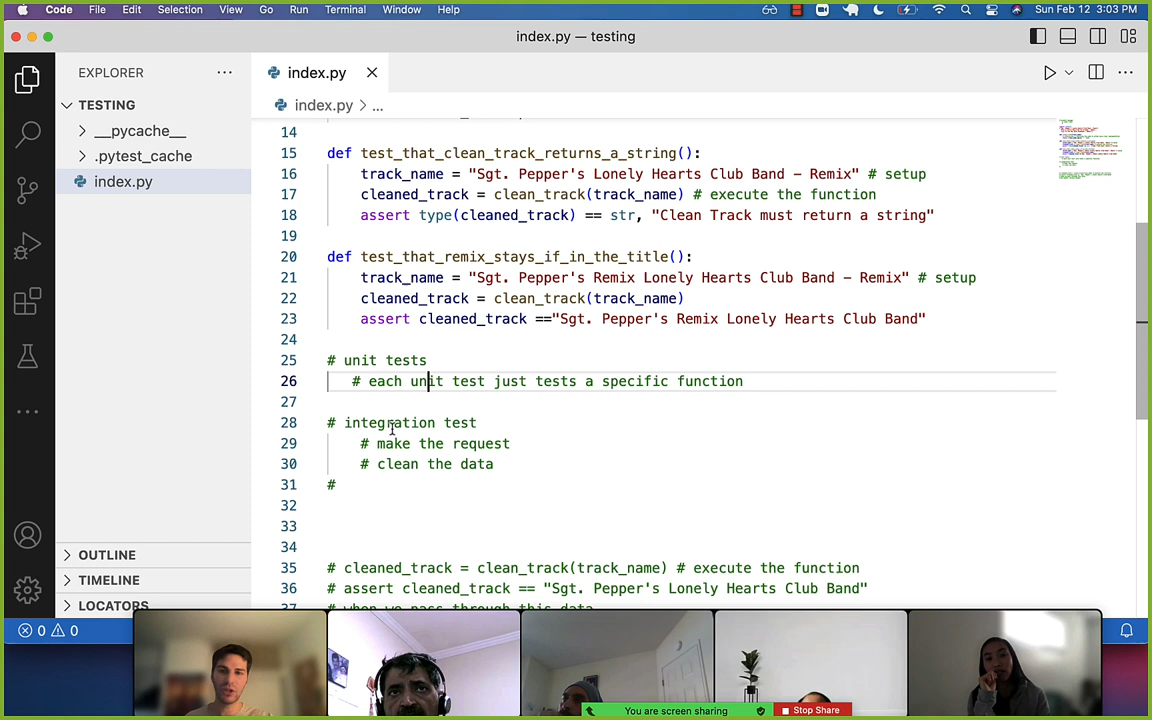 Code File Edit Selection View Go Run Terminal Window Help Sun Feb 12 3:03 PM
index.py — testing
EXPLORER ...
index.py
TESTING
index.py > ...
__pycache__
.pytest_cache
index.py
14
15 def test_that_clean_track_returns_a_string():
16 track_name = "Sgt. Pepper's Lonely Hearts Club Band – Remix" # setup
17 cleaned_track = clean_track(track_name) # execute the function
18 assert type(cleaned_track) == str, "Clean Track must return a string"
19
20 def test_that_remix_stays_if_in_the_title():
21 track_name = "Sgt. Pepper's Remix Lonely Hearts Club Band – Remix" # setup
22 cleaned_track = clean_track(track_name)
23 assert cleaned_track =="Sgt. Pepper's Remix Lonely Hearts Club Band"
24
25 # unit tests
26 # each unit test just tests a specific function
27
28 # integration test
29 # make the request
30 # clean the data
31 #
32
33
34
35 # cleaned_track = clean_track(track_name) # execute the function
36 # assert cleaned_track == "Sgt. Pepper's Lonely Hearts Club Band"
37 # when we pass through this data
OUTLINE
TIMELINE
LOCATORS
0 0
You are screen sharing Stop Share